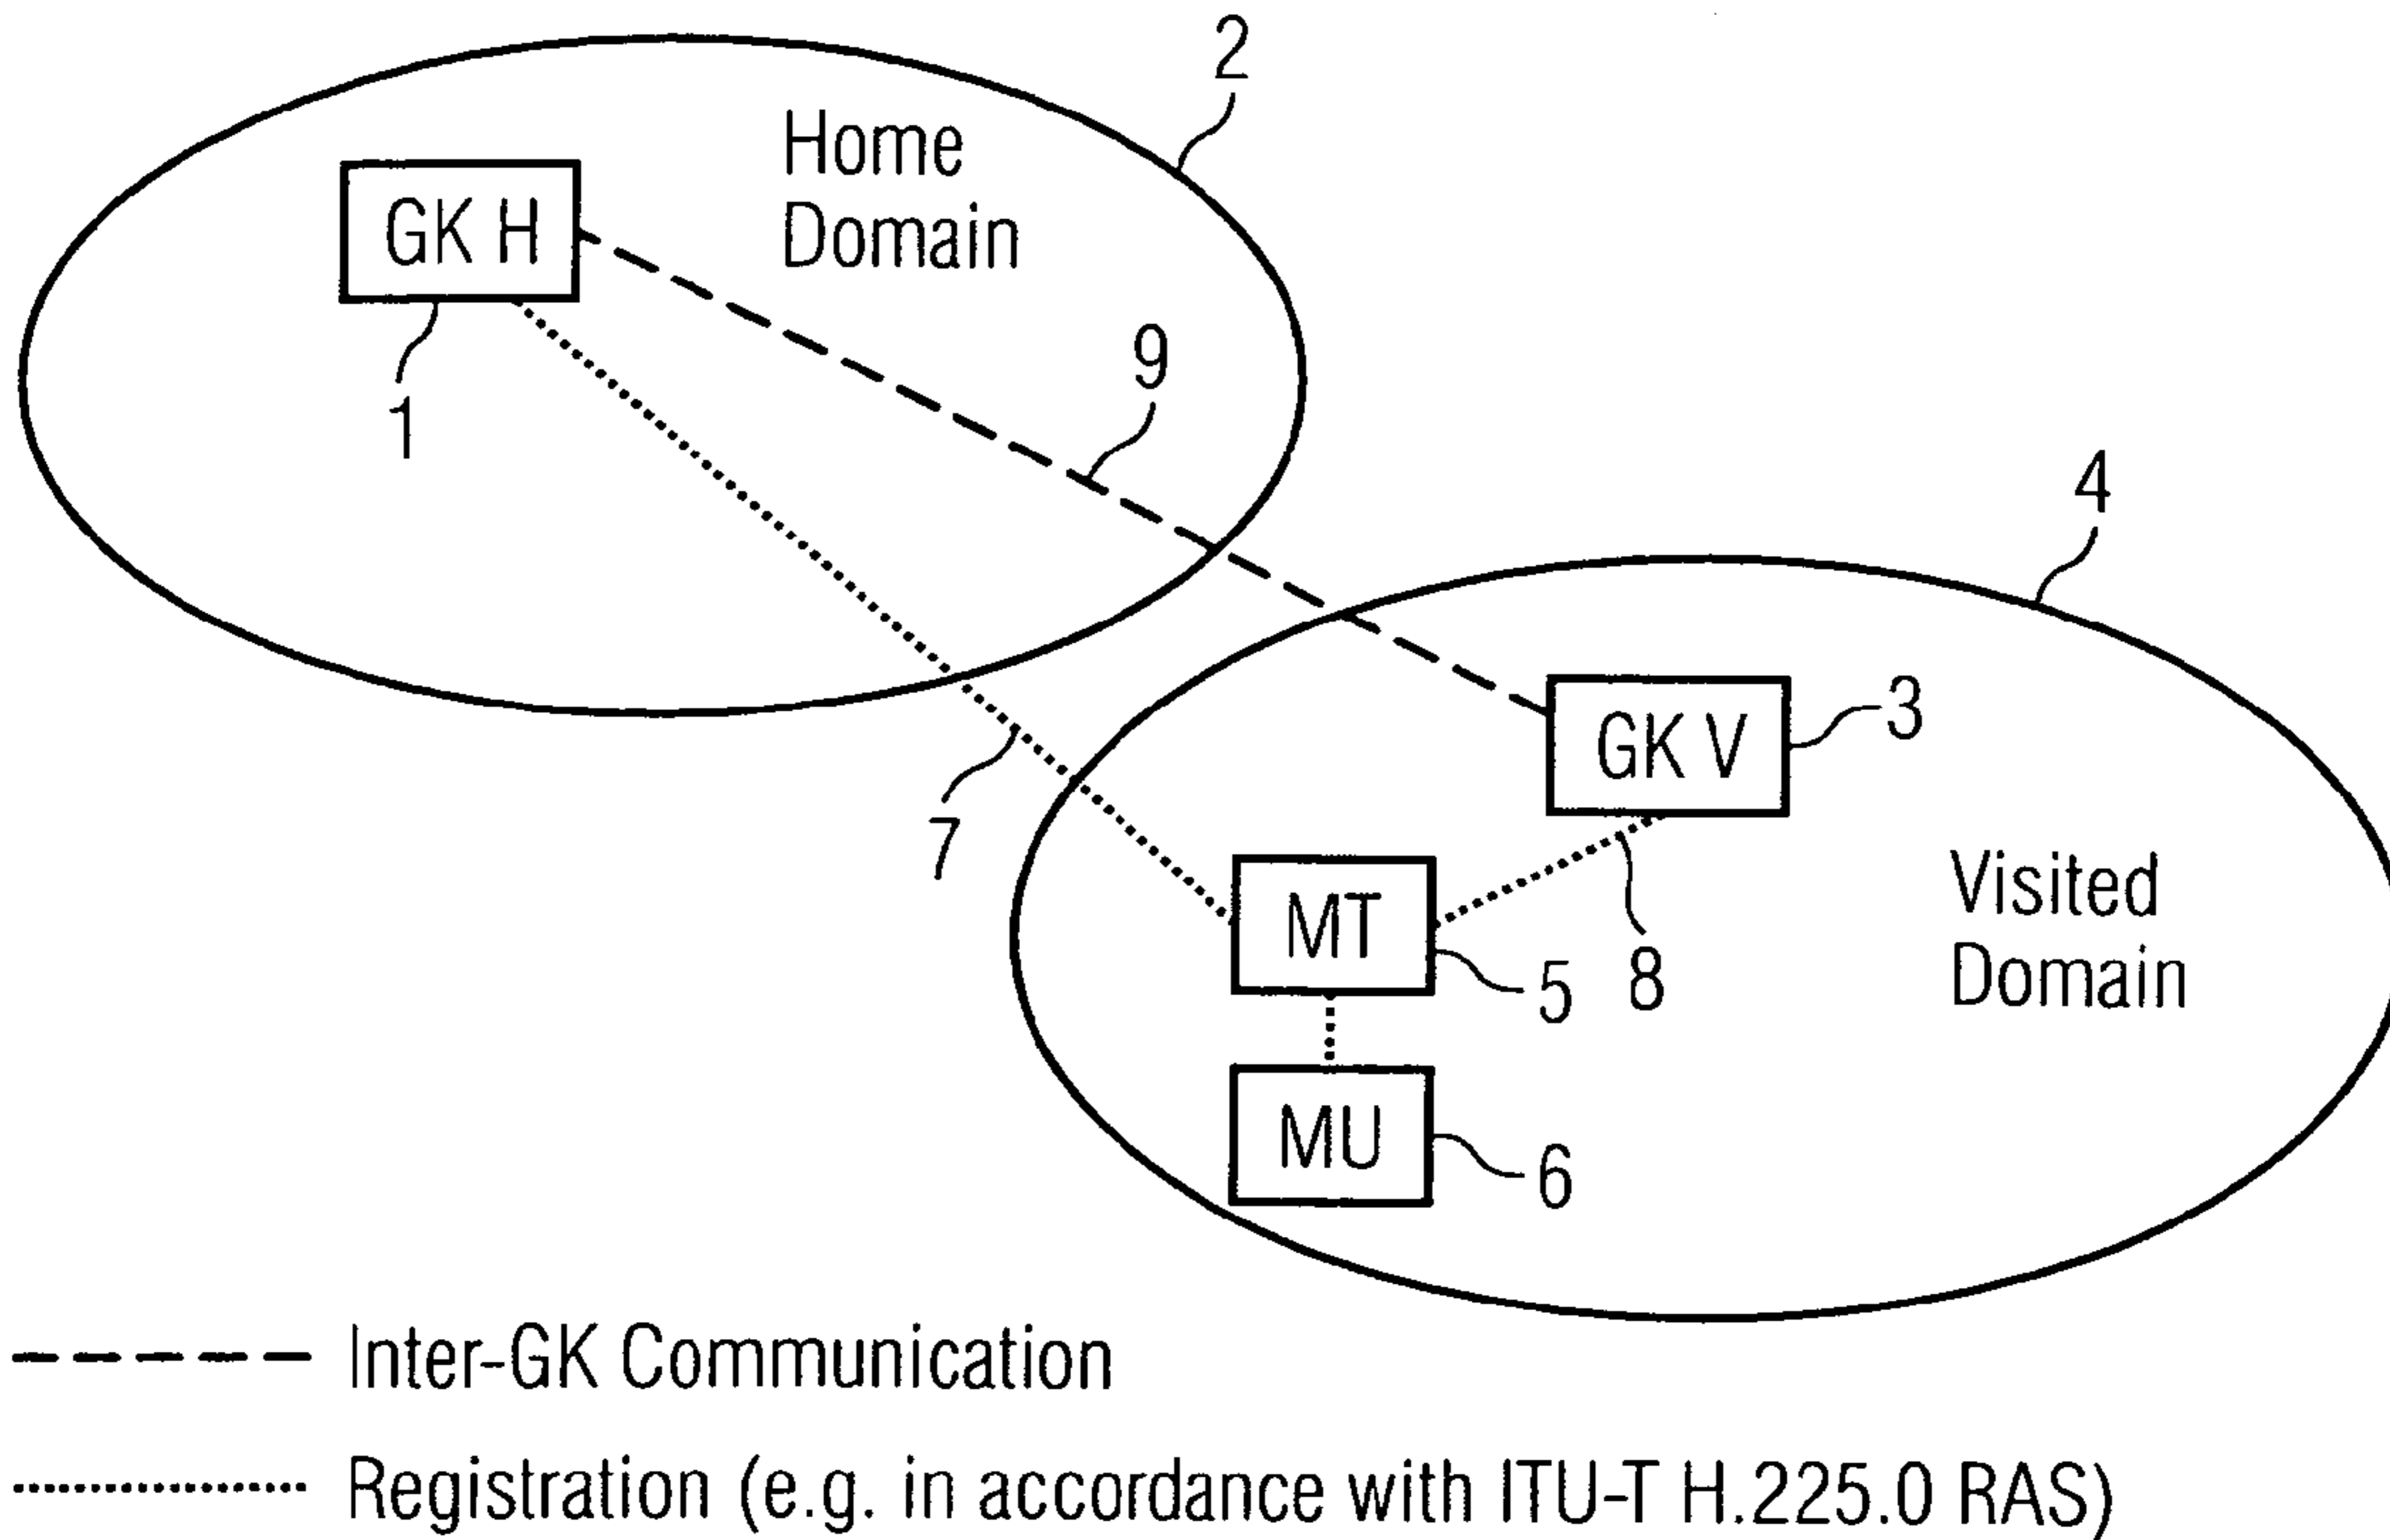 2
Home
Domain
GK H
1
9
4
GK V
3
7
MT
5
8
Visited
Domain
MU
6
Inter-GK Communication
Registration (e.g. in accordance with ITU-T H.225.0 RAS)